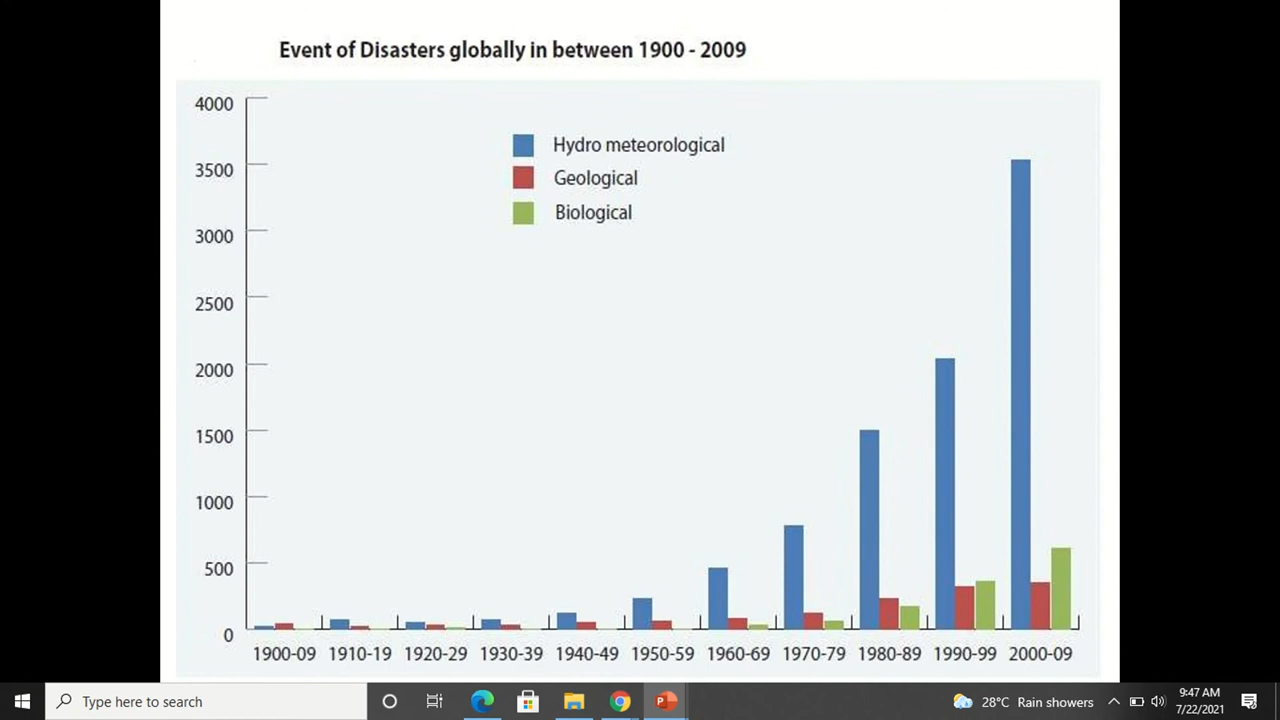 Event of Disasters globally in between 1900 - 2009
4000
3500
3000
2500
2000
1500
1000
500
0
Hydro meteorological
Geological
Biological
1900-09 1910-19 1920-29 1930-39 1940-49 1950-59 1960-69 1970-79 1980-89 1990-99 2000-09
Type here to search
28°C Rain showers
9:47 AM
7/22/2021